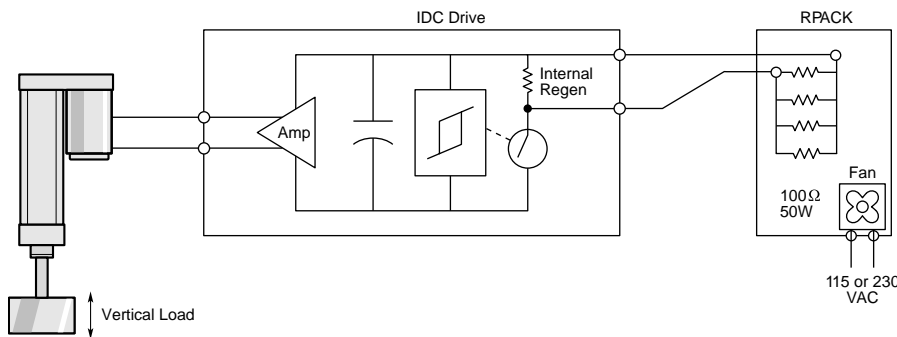 IDC Drive
RPACK
Internal
Regen
Amp
Fan
100Ω
50W
115 or 230
VAC
Vertical Load